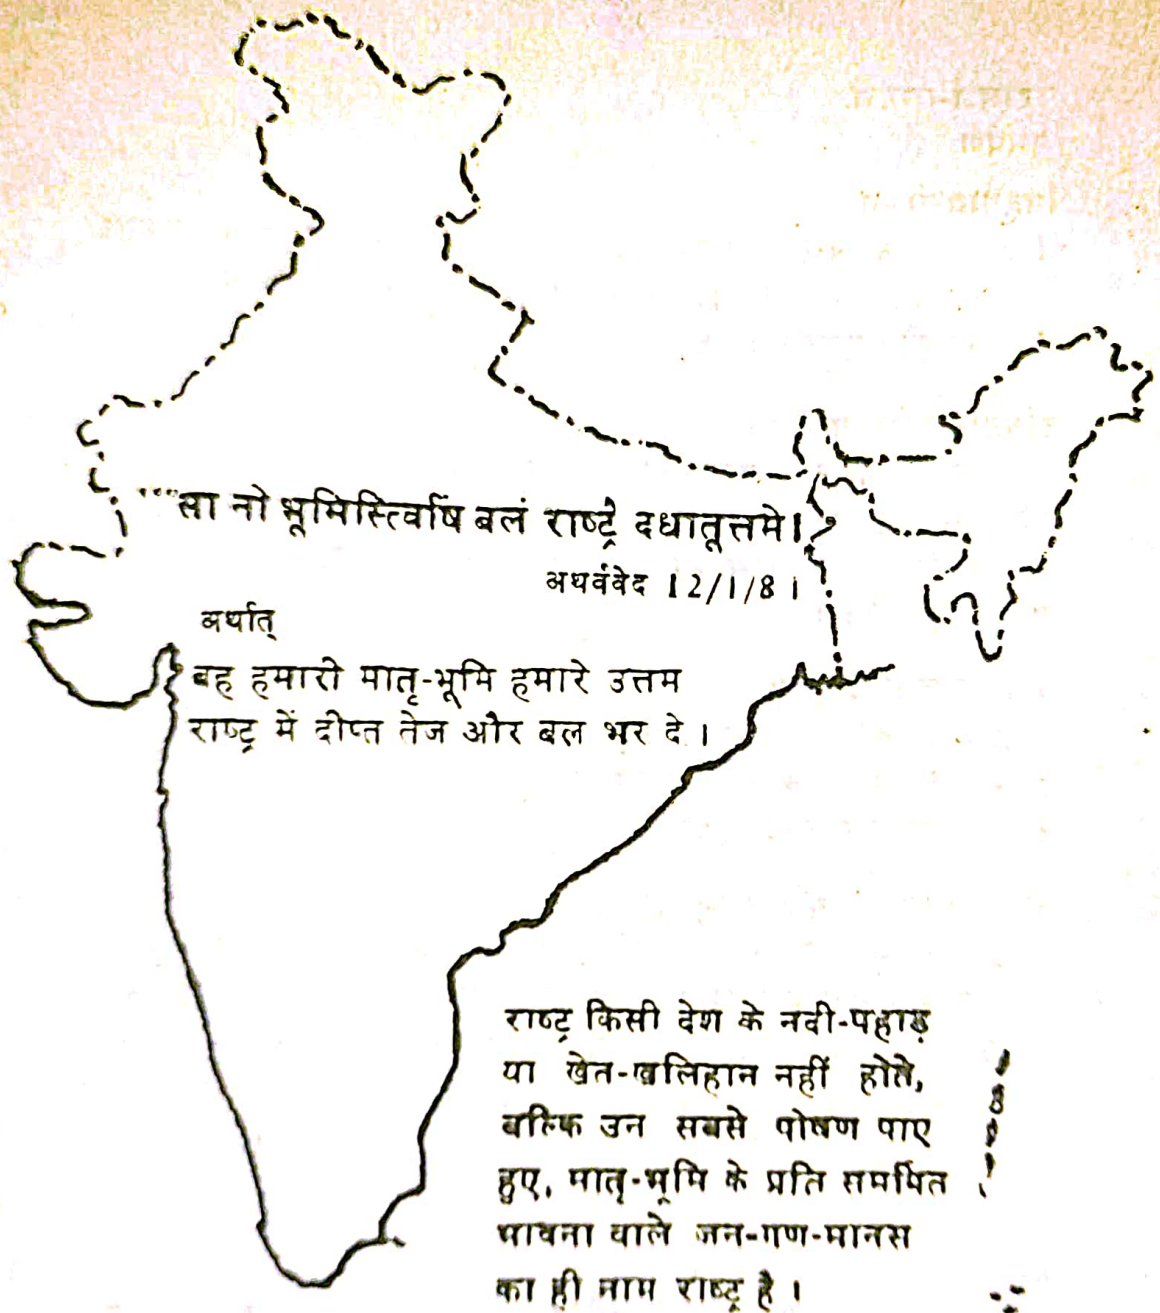 ....सा नो भूमिस्त्विषिं बलं राष्ट्रे दधातूत्तमे।
अथर्ववेद 12/1/8 ।
अर्थात्
वह हमारी मातृ-भूमि हमारे उत्तम
राष्ट्र में दीप्त तेज और बल भर दे ।
राष्ट्र किसी देश के नदी-पहाड़
या खेत-खलिहान नहीं होते,
बल्कि उन सबसे पोषण पाए
हुए, मातृ-भूमि के प्रति समर्पित
भावना वाले जन-गण-मानस
का ही नाम राष्ट्र है ।